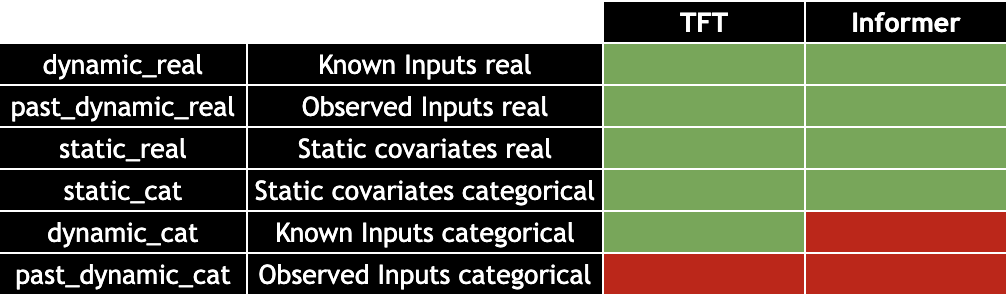 TFT Informer
dynamic_real Known Inputs real
past_dynamic_real Observed Inputs real
static_real Static covariates real
static_cat Static covariates categorical
dynamic_cat Known Inputs categorical
past_dynamic_cat Observed Inputs categorical